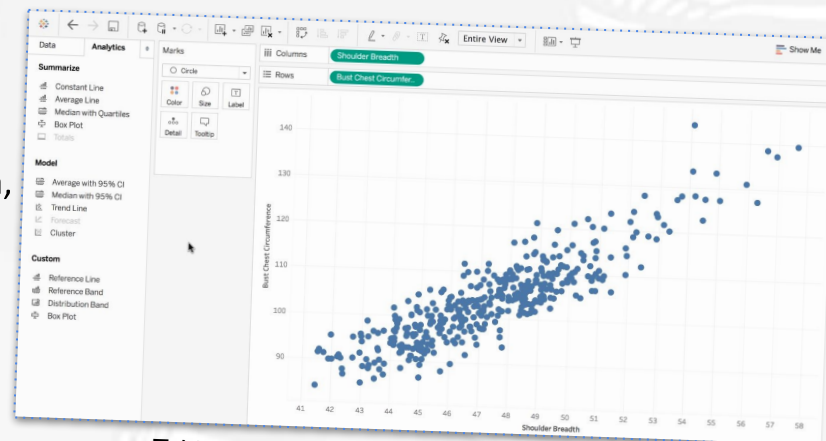 Entire View
Show Me
Data
Analytics
Marks
Columns
Shoulder Breadth
Rows
Bust Chest Circumfer..
Circle
Color
Size
Label
Detail
Tooltip
Summarize
Constant Line
Average Line
Median with Quartiles
Box Plot
Totals
Model
Average with 95% CI
Median with 95% CI
Trend Line
Forecast
Cluster
Custom
Reference Line
Reference Band
Distribution Band
Box Plot
Bust Chest Circumference
140
130
120
110
100
90
41 42 43 44 45 46 47 48 49 50 51 52 53 54 55 56 57 58
Shoulder Breadth